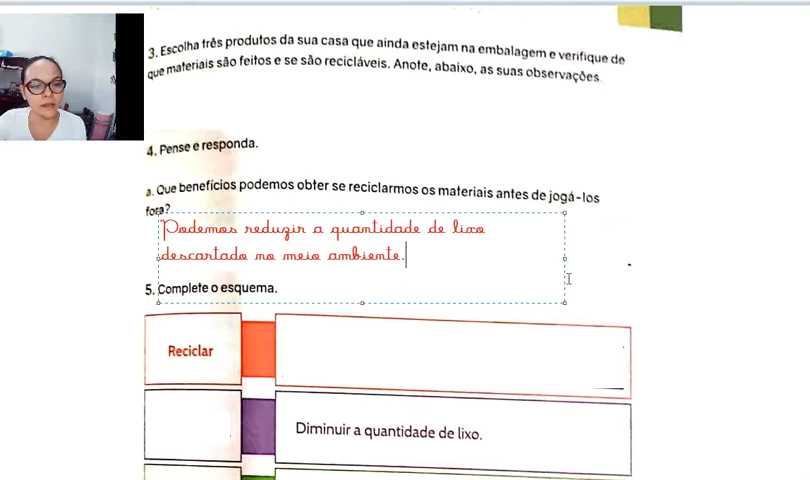 3. Escolha três produtos da sua casa que ainda estejam na embalagem e verifique de
que materiais são feitos e se são recicláveis. Anote, abaixo, as suas observações.
4. Pense e responda.
a. Que benefícios podemos obter se reciclarmos os materiais antes de jogá-los
fora?
Podemos reduzir a quantidade de lixo
descartado no meio ambiente.
5. Complete o esquema.
Reciclar
Diminuir a quantidade de lixo.